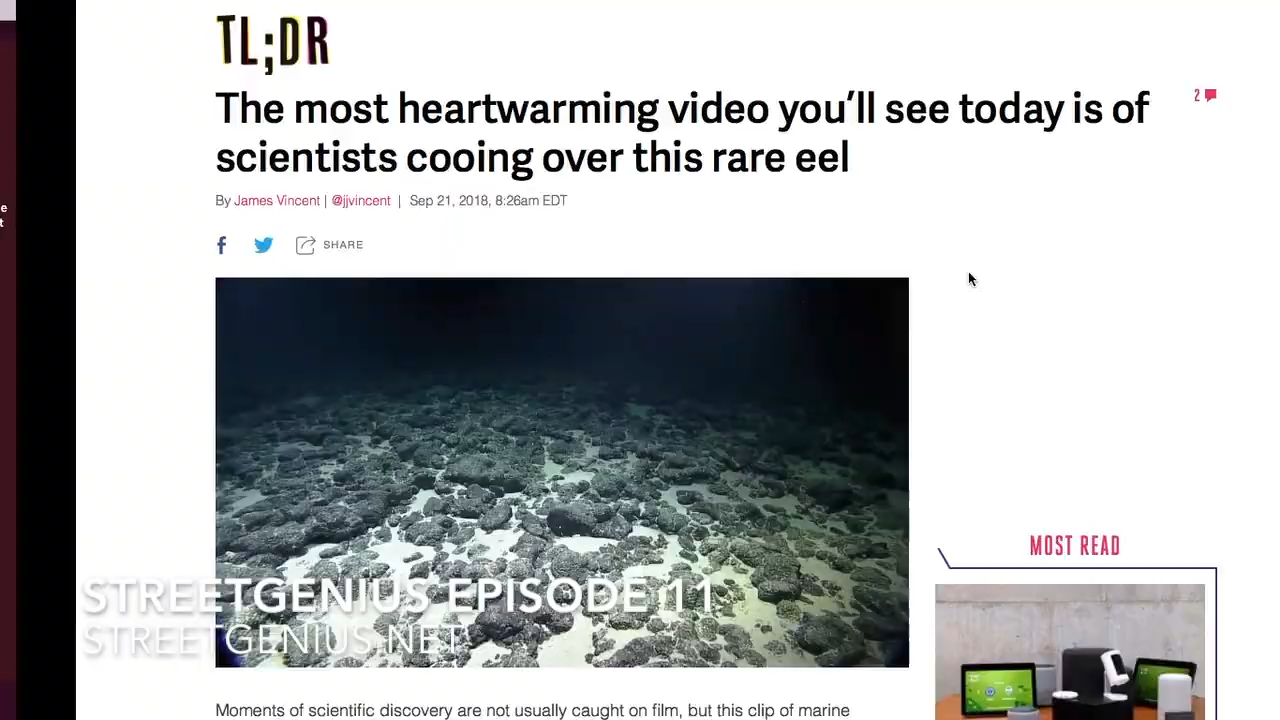 TL;DR
The most heartwarming video you'll see today is of
scientists cooing over this rare eel
2
By James Vincent | @jjvincent | Sep 21, 2018, 8:26am EDT
f SHARE
e
t
MOST READ
STREETGENIUS EPISODE 11
STREETGENIUS.NET
Moments of scientific discovery are not usually caught on film, but this clip of marine